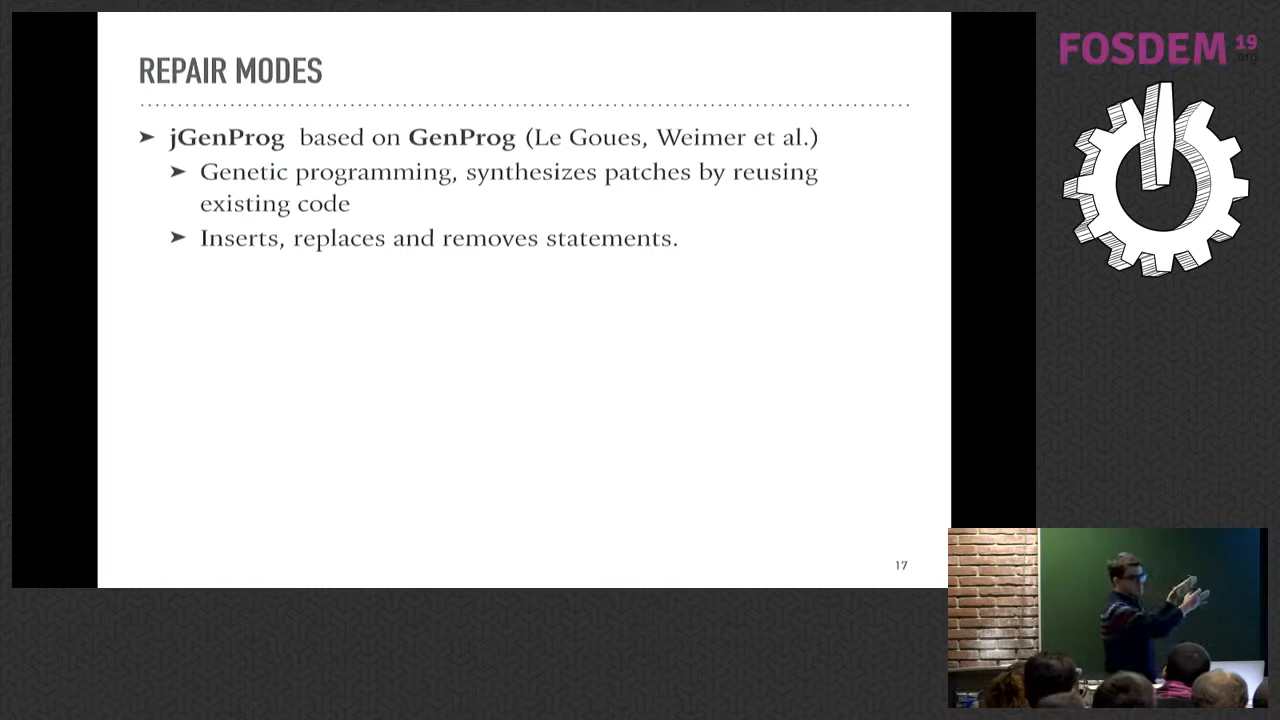 REPAIR MODES
➤ jGenProg based on GenProg (Le Goues, Weimer et al.)
➤ Genetic programming, synthesizes patches by reusing
existing code
➤ Inserts, replaces and removes statements.
17
FOSDEM 19
.org